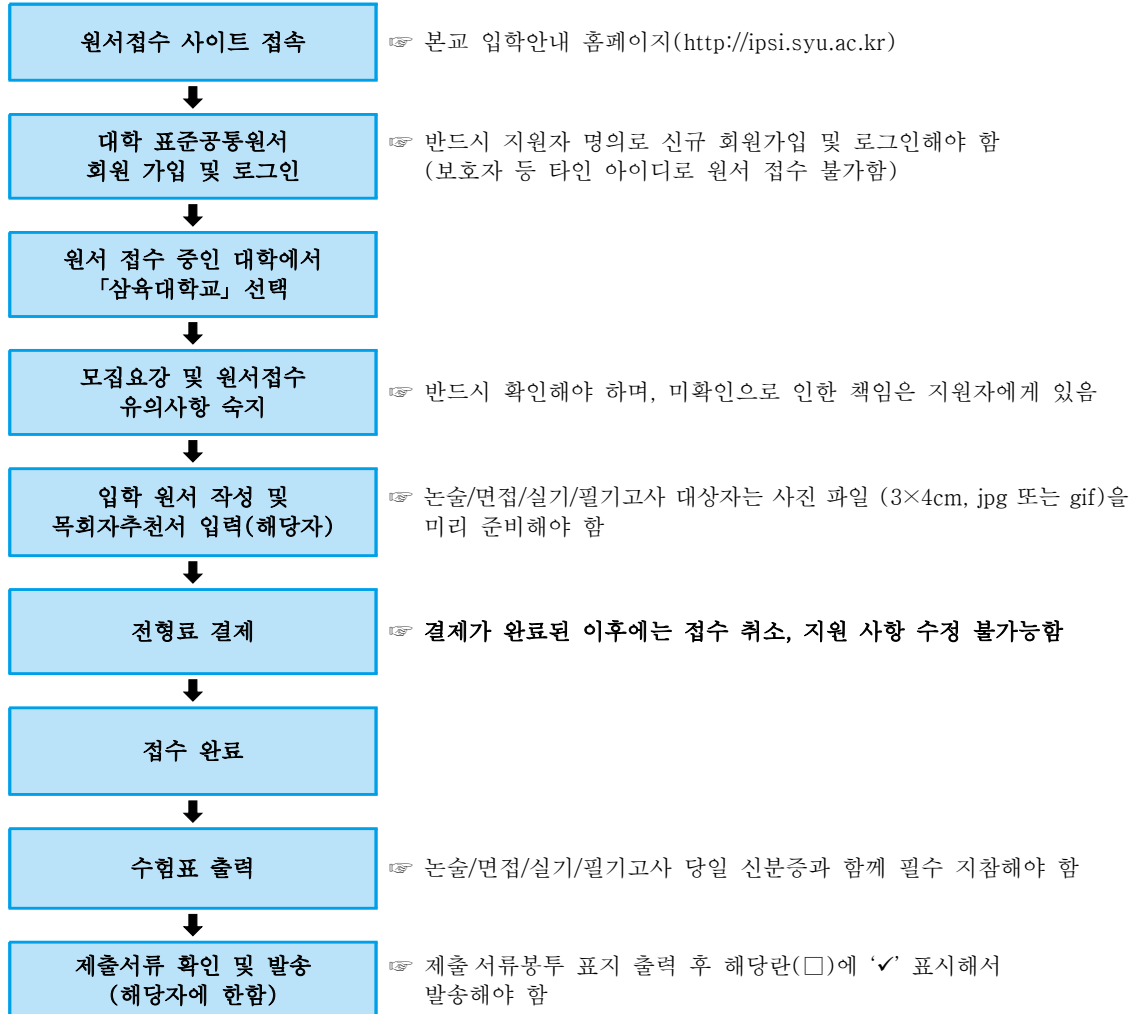 원서접수 사이트 접속
☞ 본교 입학안내 홈페이지(http://ipsi.syu.ac.kr)
대학 표준공통원서
회원 가입 및 로그인
☞ 반드시 지원자 명의로 신규 회원가입 및 로그인해야 함
(보호자 등 타인 아이디로 원서 접수 불가함)
원서 접수 중인 대학에서
「삼육대학교」 선택
모집요강 및 원서접수
유의사항 숙지
☞ 반드시 확인해야 하며, 미확인으로 인한 책임은 지원자에게 있음
입학 원서 작성 및
목회자추천서 입력(해당자)
☞ 논술/면접/실기/필기고사 대상자는 사진 파일 (3×4cm, jpg 또는 gif)을
미리 준비해야 함
전형료 결제
☞ 결제가 완료된 이후에는 접수 취소, 지원 사항 수정 불가능함
접수 완료
수험표 출력
☞ 논술/면접/실기/필기고사 당일 신분증과 함께 필수 지참해야 함
제출서류 확인 및 발송
(해당자에 한함)
☞ 제출 서류봉투 표지 출력 후 해당란(□)에 ‘✓’ 표시해서
발송해야 함